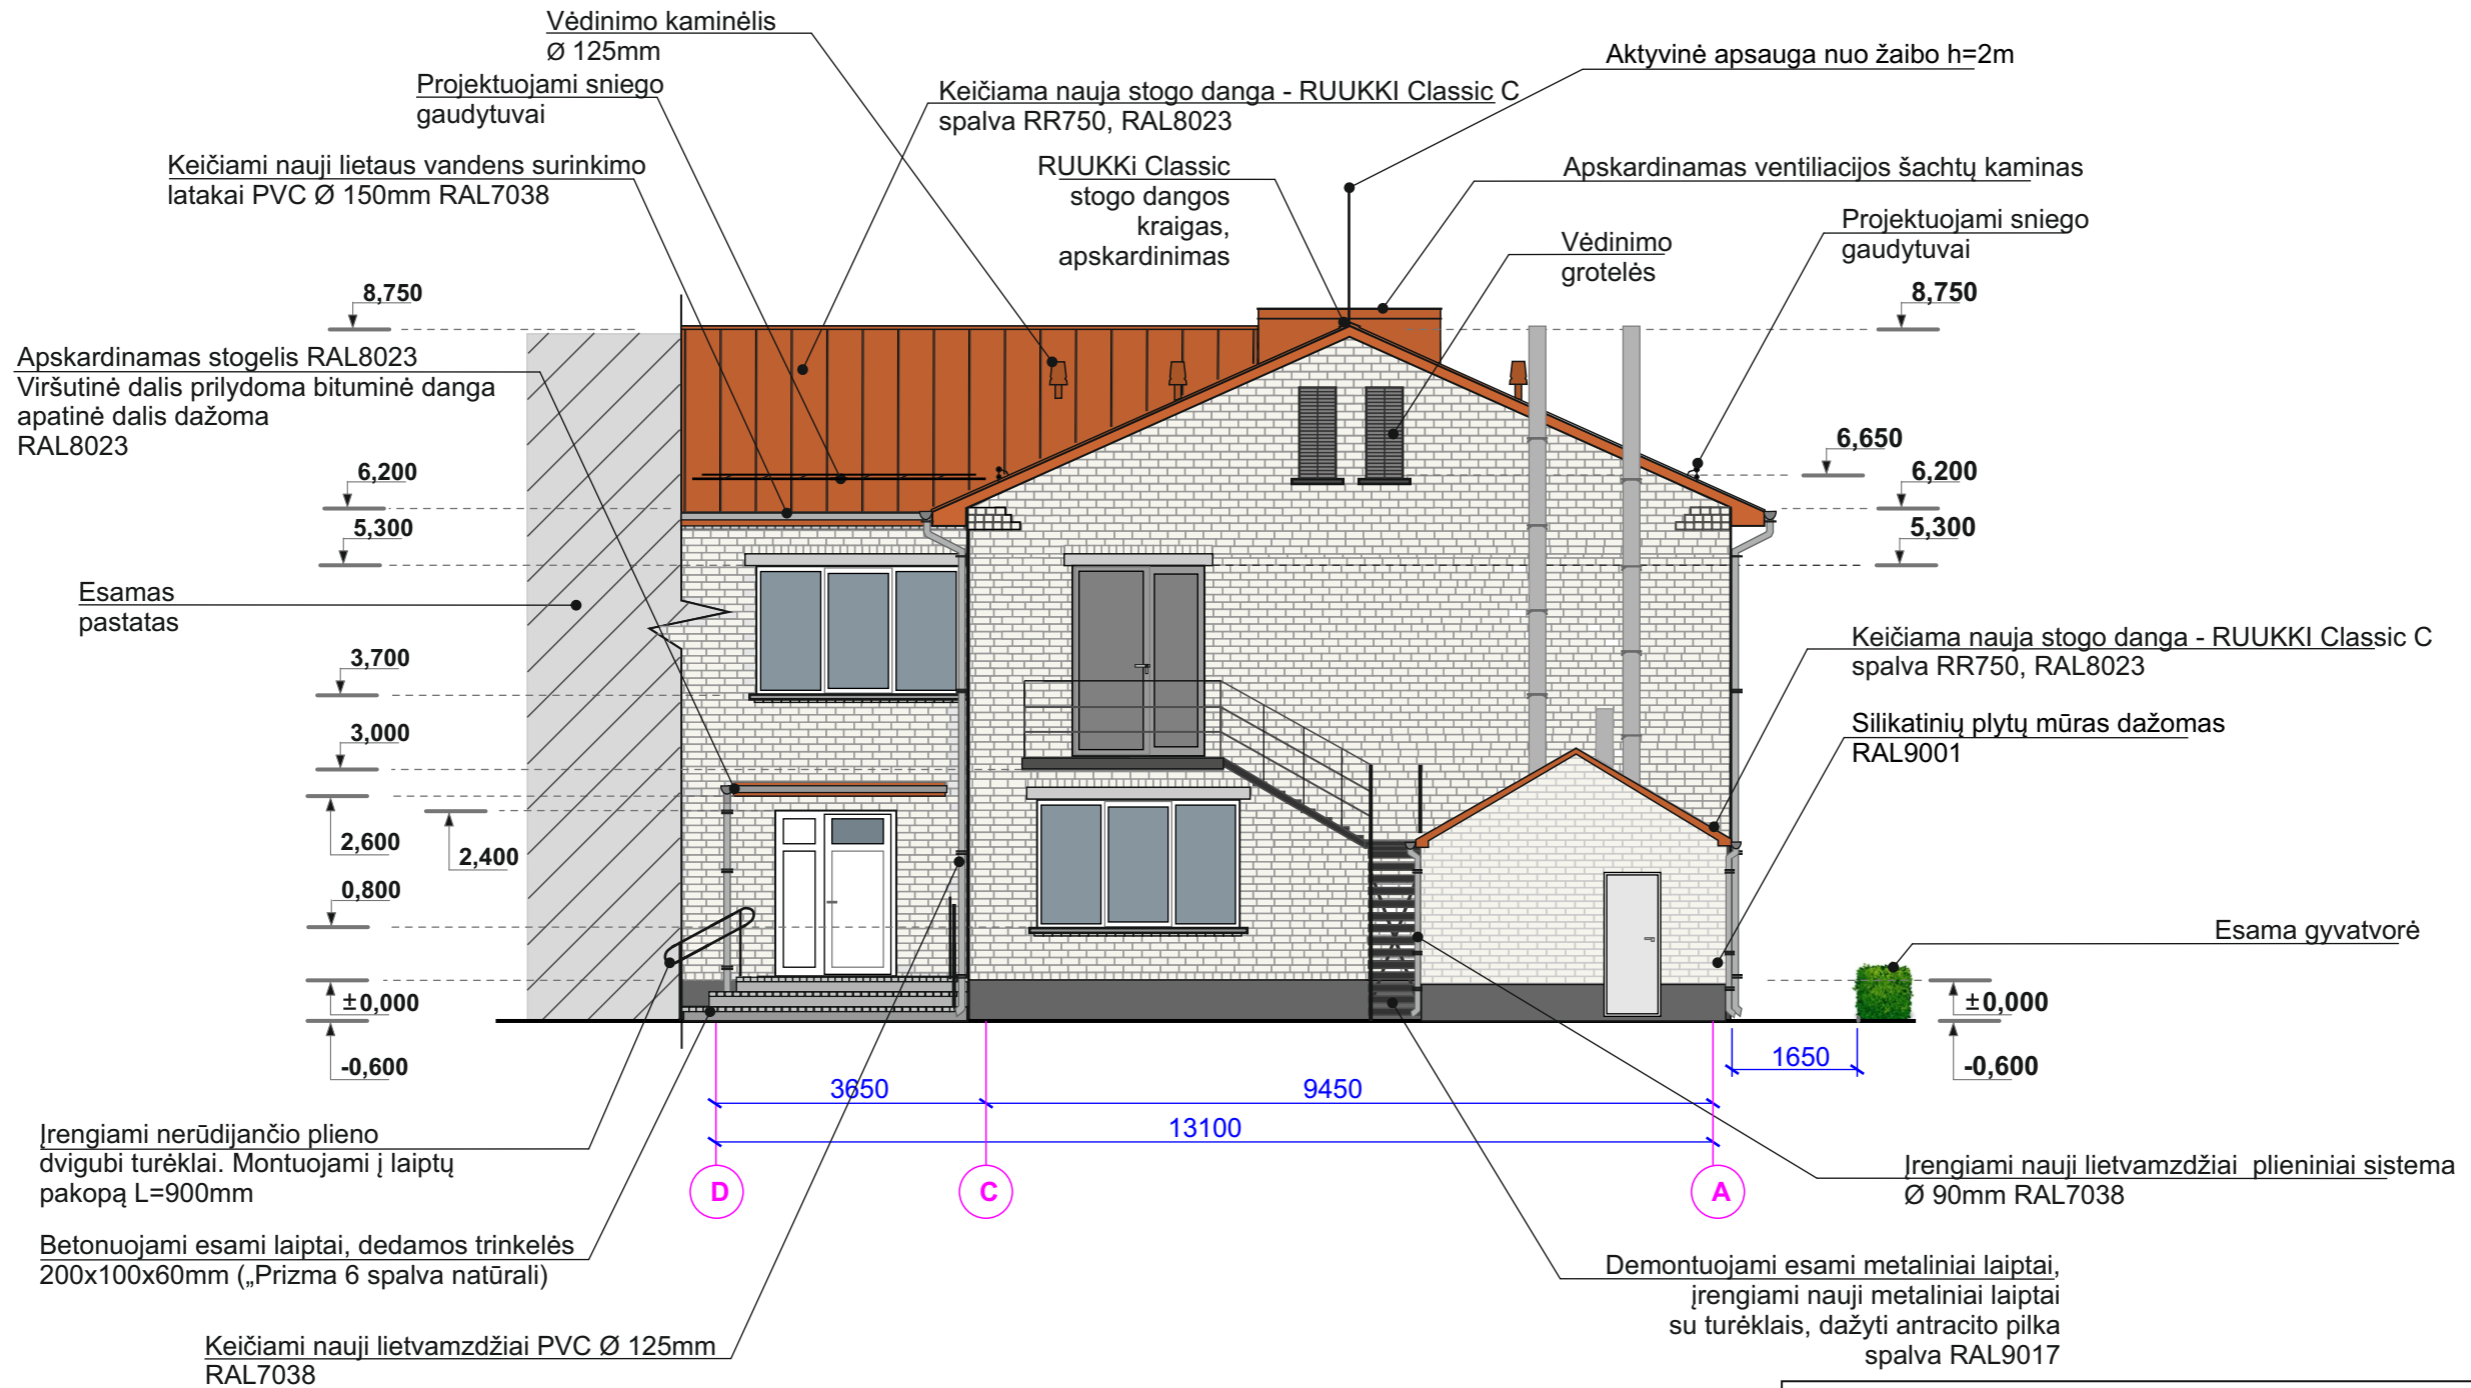 Vėdinimo kaminėlis
Ø 125mm
Aktyvinė apsauga nuo žaibo h=2m
Projektuojami sniego
gaudytuvai
Keičiama nauja stogo danga - RUUKKI Classic C
spalva RR750, RAL8023
Keičiami nauji lietaus vandens surinkimo
latakai PVC Ø 150mm RAL7038
RUUKKi Classic
stogo dangos
kraigas,
apskardinimas
Apskardinamas ventiliacijos šachtų kaminas
Projektuojami sniego
gaudytuvai
Vėdinimo
grotelės
8,750
8,750
Apskardinamas stogelis RAL8023
Viršutinė dalis prilydoma bituminė danga
apatinė dalis dažoma
RAL8023
6,650
6,200
6,200
5,300
5,300
Esamas
pastatas
3,700
Keičiama nauja stogo danga - RUUKKI Classic C
spalva RR750, RAL8023
3,000
Silikatinių plytų mūras dažomas
RAL9001
2,600
2,400
0,800
Esama gyvatvorė
±0,000
±0,000
-0,600
-0,600
1650
3650
9450
13100
Įrengiami nerūdijančio plieno
dvigubi turėklai. Montuojami į laiptų
pakopą L=900mm
D
C
A
Įrengiami nauji lietvamzdžiai  plieniniai sistema
Ø 90mm RAL7038
Betonuojami esami laiptai, dedamos trinkelės
200x100x60mm („Prizma 6 spalva natūrali)
Demontuojami esami metaliniai laiptai,
įrengiami nauji metaliniai laiptai
su turėklais, dažyti antracito pilka
spalva RAL9017
Keičiami nauji lietvamzdžiai PVC Ø 125mm
RAL7038